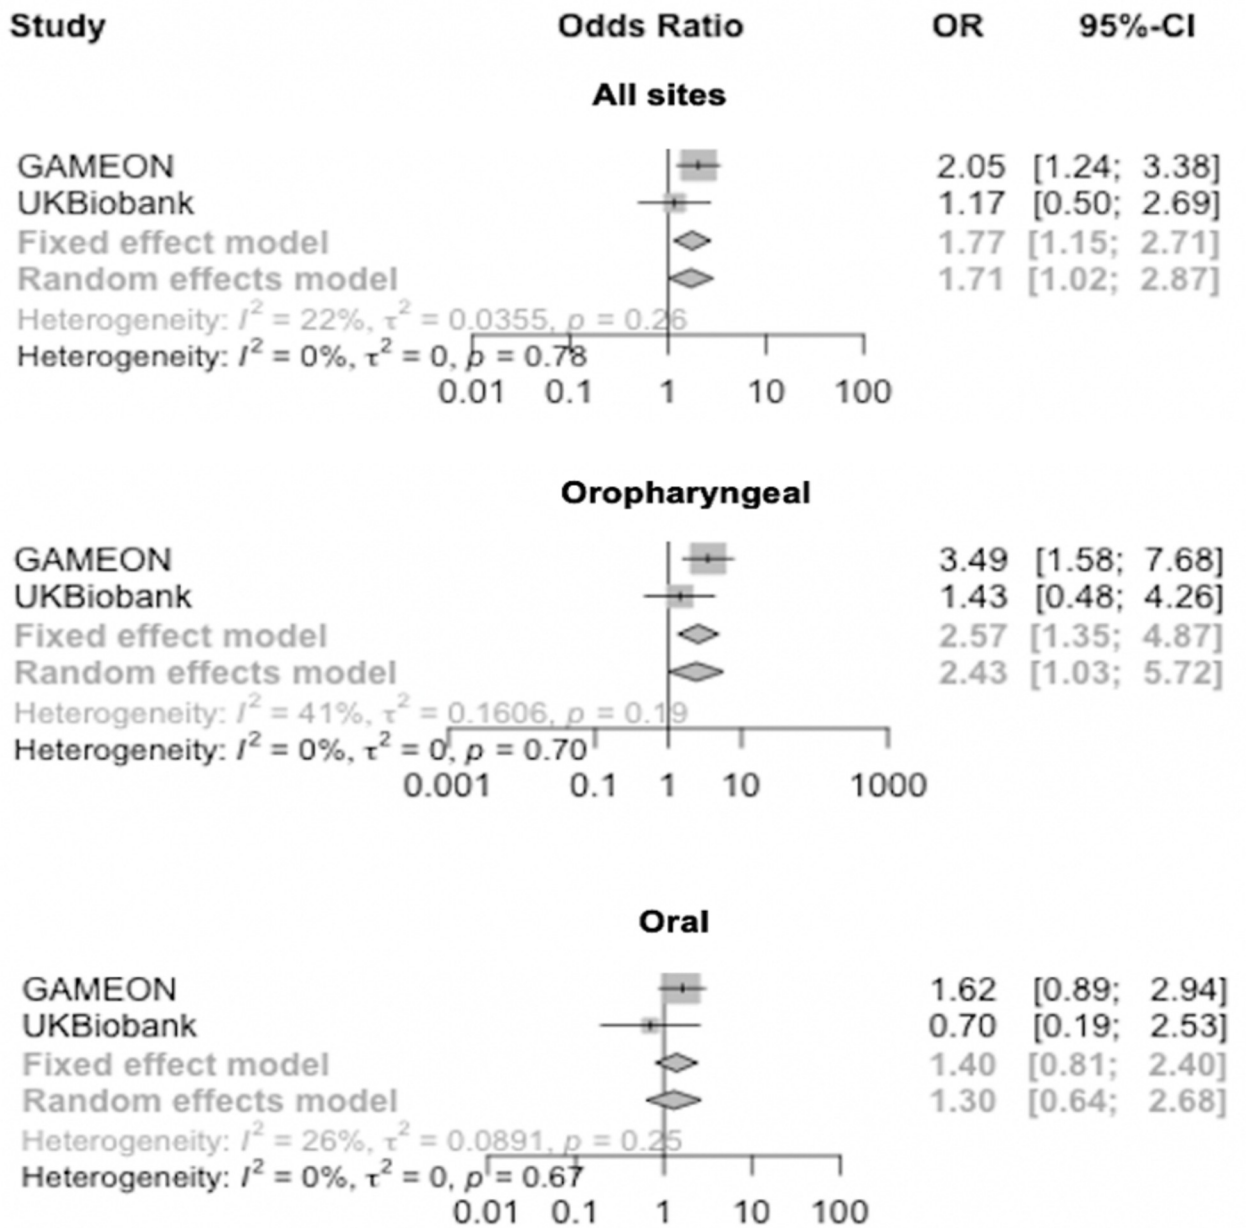 Study Odds Ratio OR 95%-CI
All sites
GAMEON 2.05 [1.24; 3.38]
UKBiobank 1.17 [0.50; 2.69]
Fixed effect model 1.77 [1.15; 2.71]
Random effects model 1.71 [1.02; 2.87]
Heterogeneity: I² = 22%, τ² = 0.0355, p = 0.26
Heterogeneity: I² = 0%, τ² = 0, p = 0.78
0.01 0.1 1 10 100
Oropharyngeal
GAMEON 3.49 [1.58; 7.68]
UKBiobank 1.43 [0.48; 4.26]
Fixed effect model 2.57 [1.35; 4.87]
Random effects model 2.43 [1.03; 5.72]
Heterogeneity: I² = 41%, τ² = 0.1606, p = 0.19
Heterogeneity: I² = 0%, τ² = 0, p = 0.70
0.001 0.1 1 10 1000
Oral
GAMEON 1.62 [0.89; 2.94]
UKBiobank 0.70 [0.19; 2.53]
Fixed effect model 1.40 [0.81; 2.40]
Random effects model 1.30 [0.64; 2.68]
Heterogeneity: I² = 26%, τ² = 0.0891, p = 0.25
Heterogeneity: I² = 0%, τ² = 0, p = 0.67
0.01 0.1 1 10 100